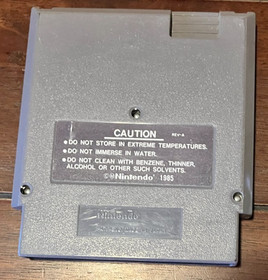 CAUTION REV-A
●DO NOT STORE IN EXTREME TEMPERATURES.
●DO NOT IMMERSE IN WATER.
●DO NOT CLEAN WITH BENZENE, THINNER,
ALCOHOL OR OTHER SUCH SOLVENTS.
©®Nintendo® 1985
Nintendo